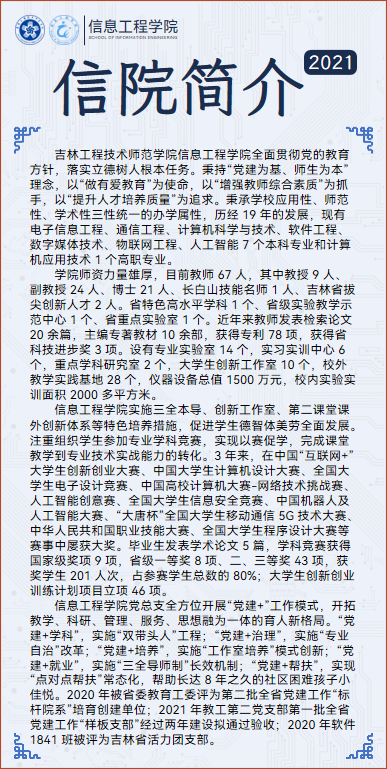 信息工程学院
SCHOOL OF INFORMATION ENGINEERING
信院简介
2021
吉林工程技术师范学院信息工程学院全面贯彻党的教育
方针，落实立德树人根本任务。秉持“党建为基、师生为本”
理念，以“做有爱教育”为使命，以“增强教师综合素质”为抓
手，以“提升人才培养质量”为追求。秉承学校应用性、师范
性、学术性三性统一的办学属性，历经 19 年的发展，现有
电子信息工程、通信工程、计算机科学与技术、软件工程、
数字媒体技术、物联网工程、人工智能 7 个本科专业和计算
机应用技术 1 个高职专业。
学院师资力量雄厚，目前教师 67 人，其中教授 9 人、
副教授 24 人、博士 21 人、长白山技能名师 1 人、吉林省拔
尖创新人才 2 人。省特色高水平学科 1 个、省级实验教学示
范中心 1 个、省重点实验室 1 个。近年来教师发表检索论文
20 余篇，主编专著教材 10 余部，获得专利 78 项，获得省
科技进步奖 3 项。设有专业实验室 14 个，实习实训中心 6
个，重点学科研究室 2 个，大学生创新工作室 10 个，校外
教学实践基地 28 个，仪器设备总值 1500 万元，校内实验实
训面积 2000 多平方米。
信息工程学院实施三全本导、创新工作室、第二课堂课
外创新体系等特色培养措施，促进学生德智体美劳全面发展。
注重组织学生参加专业学科竞赛，实现以赛促学，完成课堂
教学到专业技术实战能力的转化。3 年来，在中国“互联网+”
大学生创新创业大赛、中国大学生计算机设计大赛、全国大
学生电子设计竞赛、中国高校计算机大赛-网络技术挑战赛、
人工智能创意赛、全国大学生信息安全竞赛、中国机器人及
人工智能大赛、“大唐杯”全国大学生移动通信 5G 技术大赛、
中华人民共和国职业技能大赛、全国大学生程序设计大赛等
赛事中屡获大奖。毕业生发表学术论文 5 篇，学科竞赛获得
国家级奖项 9 项，省级一等奖 8 项、二、三等奖 43 项，获
奖学生 201 人次，占参赛学生总数的 80%；大学生创新创业
训练计划项目立项 46 项。
信息工程学院党总支全方位开展“党建+”工作模式，开拓
教学、科研、管理、服务、思想融为一体的育人新格局。“党
建+学科”，实施“双带头人”工程；“党建+治理”，实施“专业
自治”改革；“党建+培养”，实施“工作室培养”模式创新；“党
建+就业”，实施“三全导师制”长效机制；“党建+帮扶”，实现
“点对点帮扶”常态化，帮助长达 8 年之久的社区困难孩子小
佳悦。2020 年被省委教育工委评为第二批全省党建工作“标
杆院系”培育创建单位；2021 年教工第二党支部第一批全省
党建工作“样板支部”经过两年建设拟通过验收；2020 年软件
1841 班被评为吉林省活力团支部。